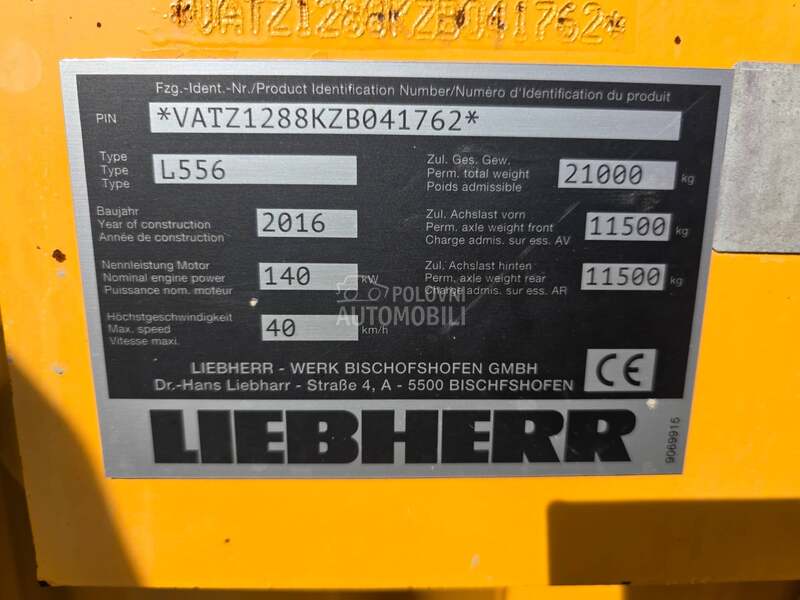 *VATZ1288KZB041762*
Fzg.-Ident.-Nr./Product Identification Number/Numéro d'Identification du produit
PIN *VATZ1288KZB041762*
Type
Type L556
Type
Zul. Ges. Gew.
Perm. total weight 21000 kg
Poids admissible
Baujahr
Year of construction 2016
Année de construction
Zul. Achslast vorn
Perm. axle weight front 11500 kg
Charge admis. sur ess. AV
Nennleistung Motor
Nominal engine power 140 kW
Puissance nom. moteur
Zul. Achslast hinten
Perm. axle weight rear 11500 kg
Charge admis. sur ess. AR
Höchstgeschwindigkeit
Max. speed 40 km/h
Vitesse maxi.
POLOVNI
AUTOMOBILI
LIEBHERR - WERK BISCHOFSHOFEN GMBH
Dr.-Hans Liebharr - Straße 4, A - 5500 BISCHFSHOFEN
CE
LIEBHERR
9069915